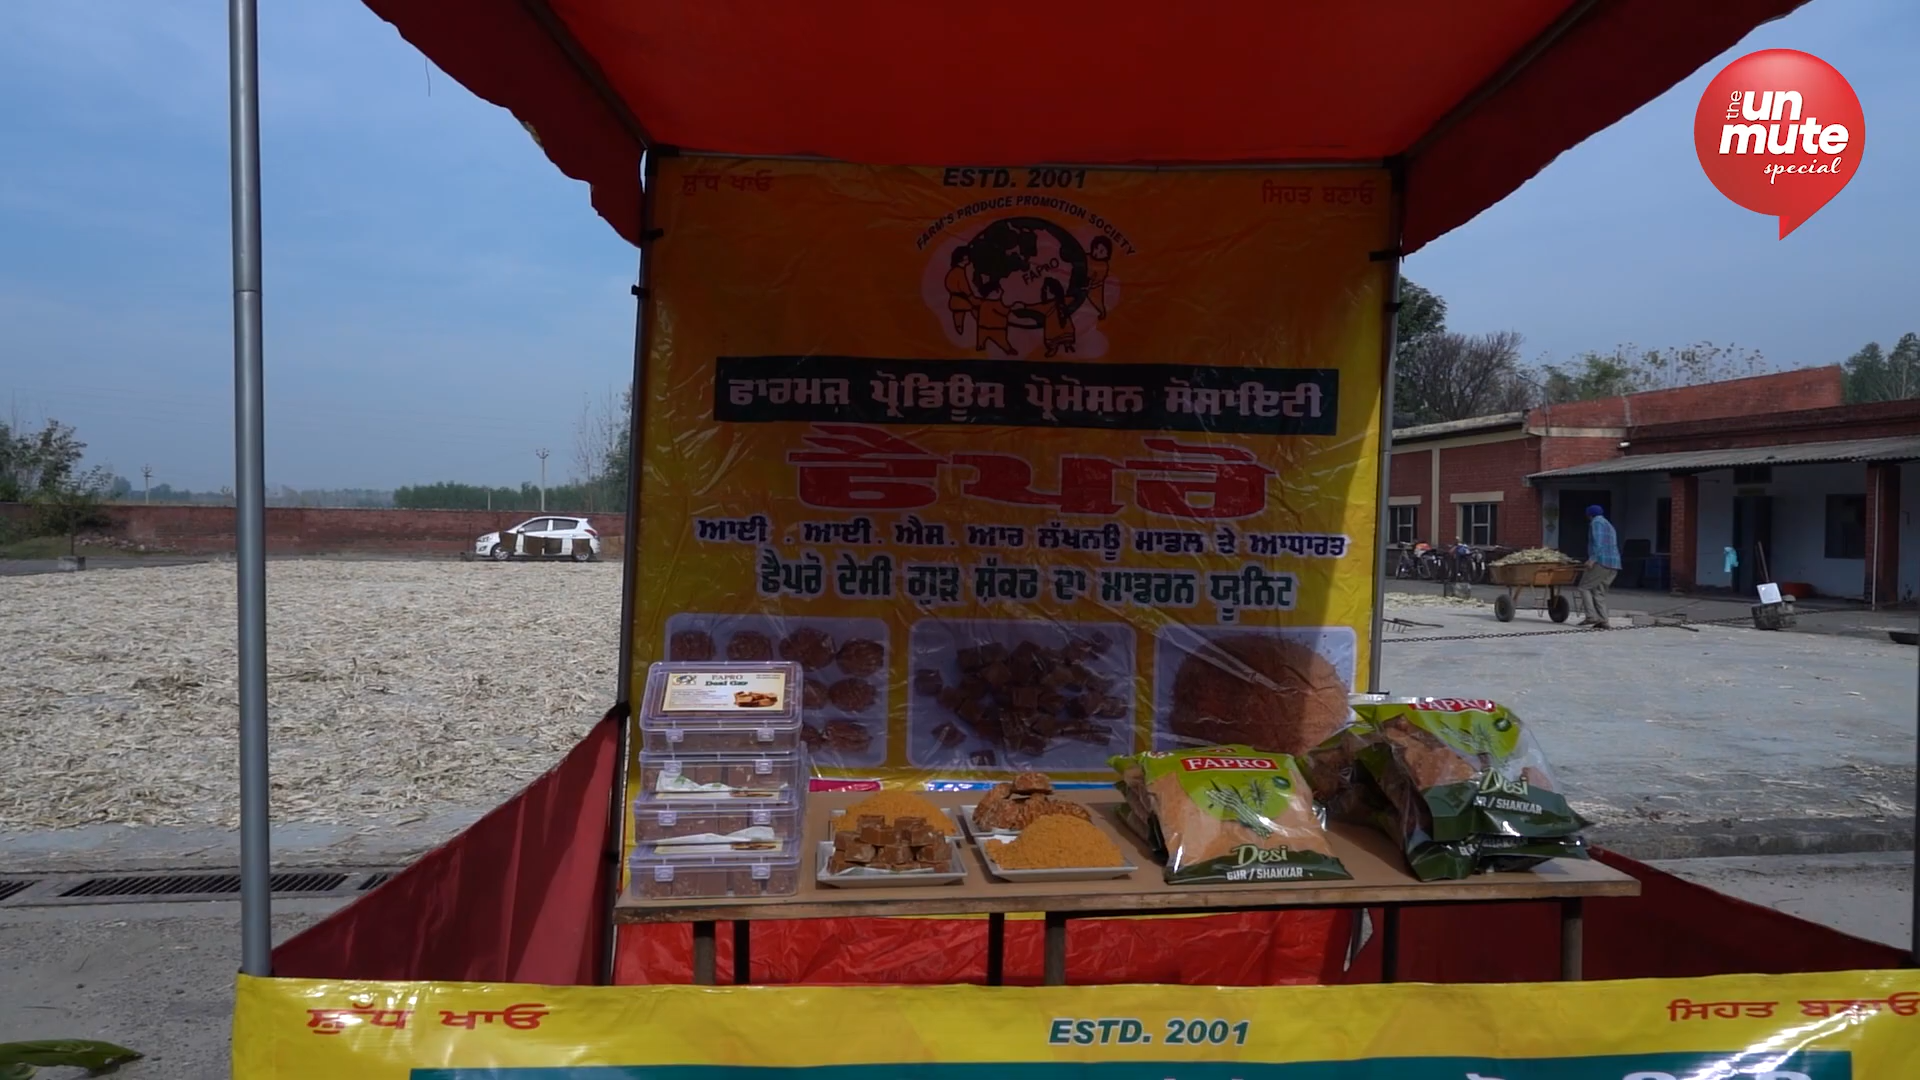 the un mute special
ਸ਼ੁੱਧ ਖਾਓ
ESTD. 2001
ਸਿਹਤ ਬਣਾਓ
FARM'S PRODUCE PROMOTION SOCIETY
FAPRO
ਫਾਰਮਜ਼ ਪ੍ਰੋਡਿਊਸ ਪ੍ਰੋਮੋਸ਼ਨ ਸੋਸਾਇਟੀ
ਫੈਪਰੋ
ਆਈ . ਆਈ . ਐਸ . ਆਰ ਲੱਖਨਊ ਮਾਡਲ ਤੇ ਆਧਾਰਤ
ਫੈਪਰੋ ਦੇਸੀ ਗੁੜ ਸ਼ੱਕਰ ਦਾ ਮਾਡਰਨ ਯੂਨਿਟ
FAPRO
Desi Gur
FAPRO
Desi
GUR / SHAKKAR
FAPRO
Desi
GUR / SHAKKAR
ਸ਼ੁੱਧ ਖਾਓ
ESTD. 2001
ਸਿਹਤ ਬਣਾਓ